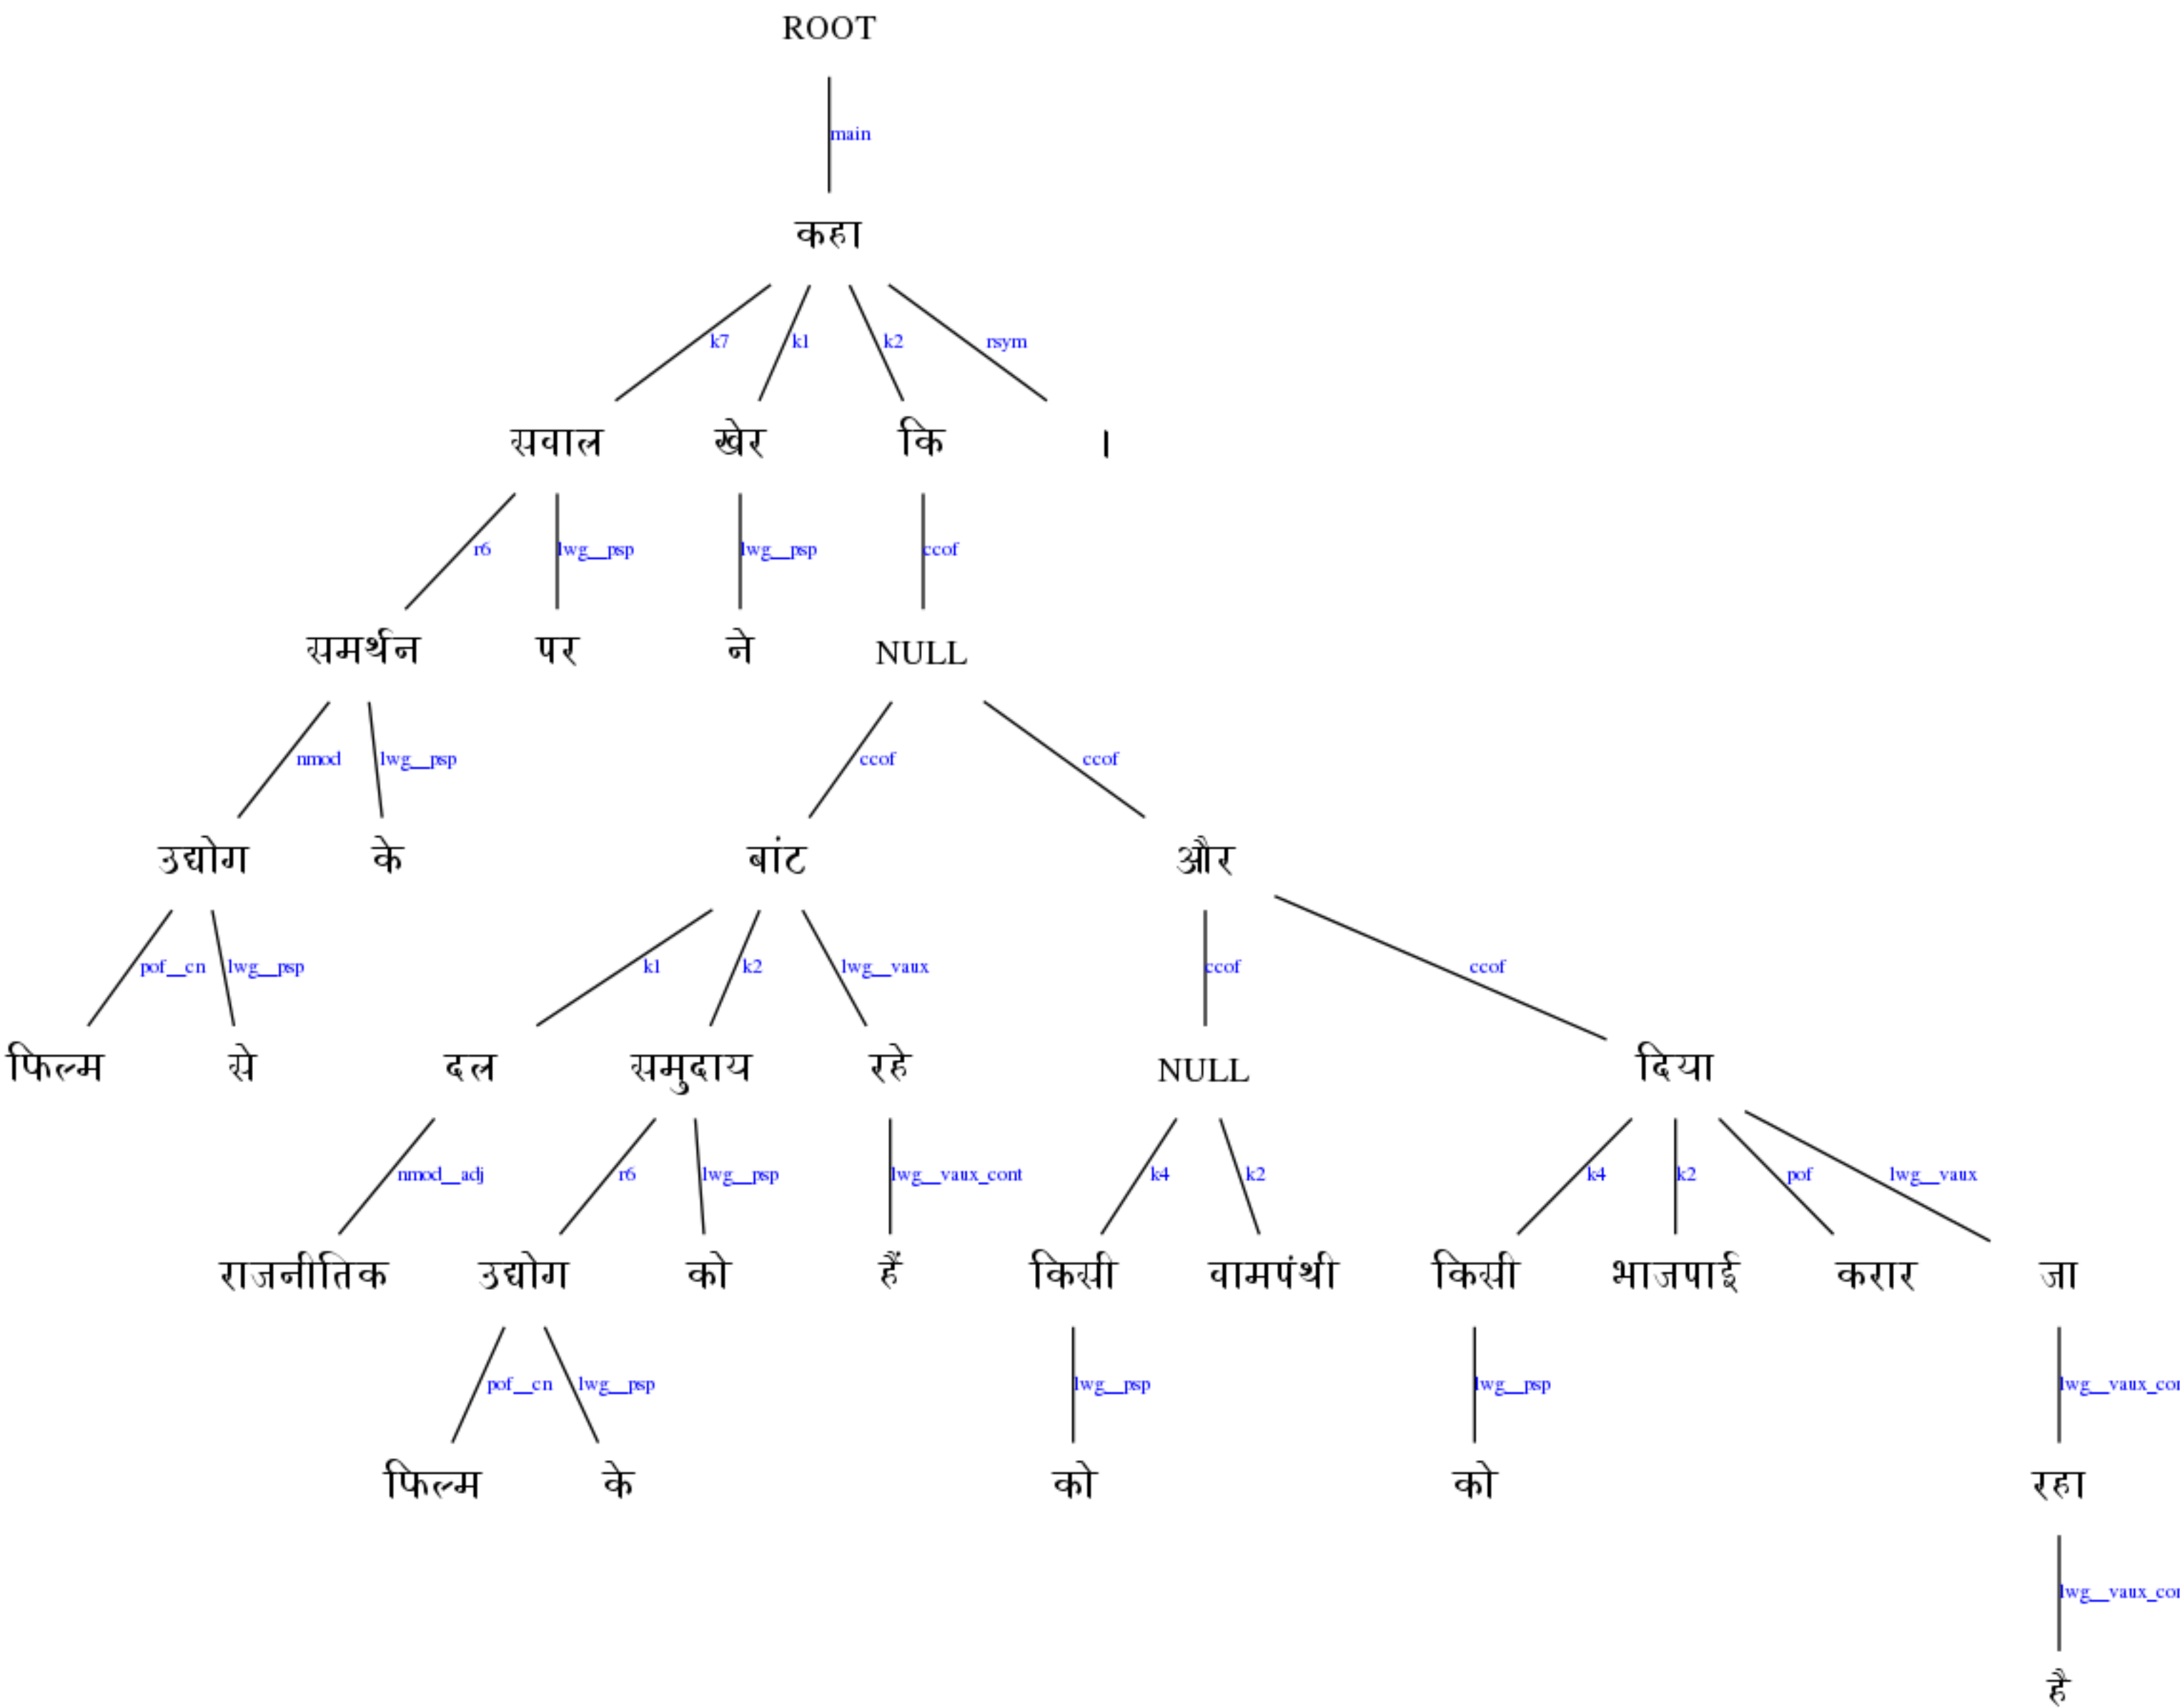 ROOT
main
कहा
k7 k1 k2 rsym
सवाल खेर कि ।
r6 lwg__psp lwg__psp ccof
समर्थन पर ने NULL
nmod lwg__psp ccof ccof
उद्योग के बांट और
pof__cn lwg__psp k1 k2 lwg__vaux ccof ccof
फिल्म से दल समुदाय रहे NULL दिया
nmod__adj r6 lwg__psp lwg__vaux_cont k4 k2 k4 k2 pof lwg__vaux
राजनीतिक उद्योग को हैं किसी वामपंथी किसी भाजपाई करार जा
pof__cn lwg__psp lwg__psp lwg__psp lwg__vaux_co
फिल्म के को को रहा
lwg__vaux_co
है